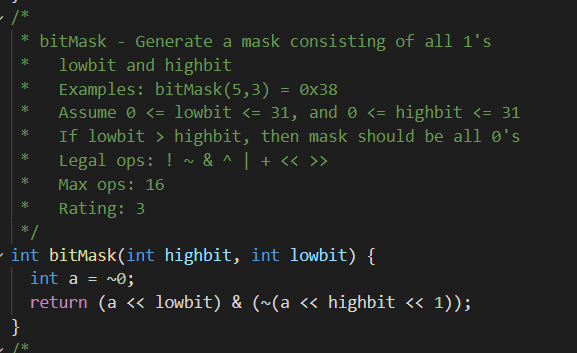 /*
* bitMask - Generate a mask consisting of all 1's
* lowbit and highbit
* Examples: bitMask(5,3) = 0x38
* Assume 0 <= lowbit <= 31, and 0 <= highbit <= 31
* If lowbit > highbit, then mask should be all 0's
* Legal ops: ! ~ & ^ | + << >>
* Max ops: 16
* Rating: 3
*/
int bitMask(int highbit, int lowbit) {
int a = ~0;
return (a << lowbit) & (~(a << highbit << 1));
}
/*